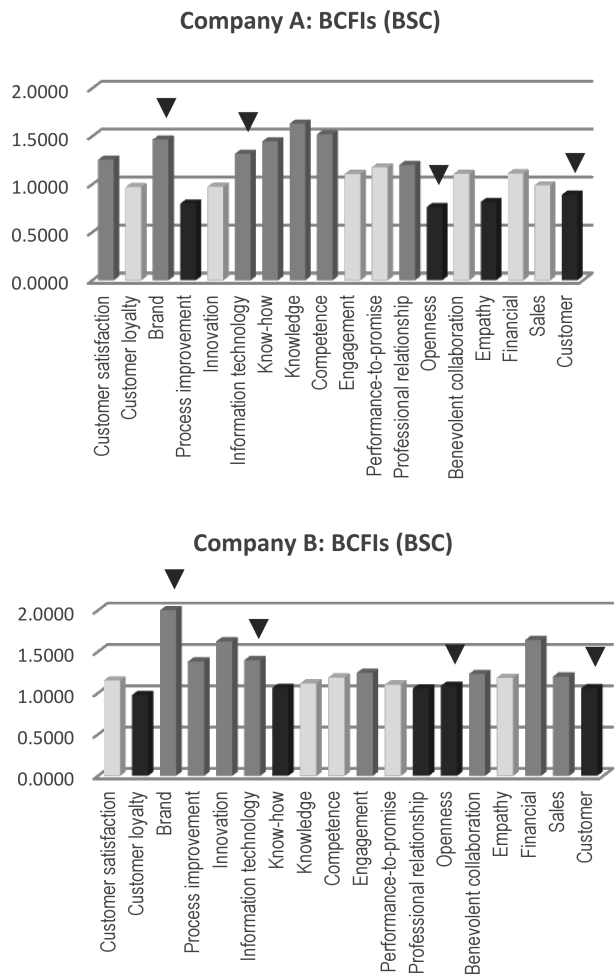 Company A: BCFIs (BSC)
2.0000
1.5000
1.0000
0.5000
0.0000
Customer satisfaction
Customer loyalty
Brand
Process improvement
Innovation
Information technology
Know-how
Knowledge
Competence
Engagement
Performance-to-promise
Professional relationship
Openness
Benevolent collaboration
Empathy
Financial
Sales
Customer
Company B: BCFIs (BSC)
2.0000
1.5000
1.0000
0.5000
0.0000
Customer satisfaction
Customer loyalty
Brand
Process improvement
Innovation
Information technology
Know-how
Knowledge
Competence
Engagement
Performance-to-promise
Professional relationship
Openness
Benevolent collaboration
Empathy
Financial
Sales
Customer